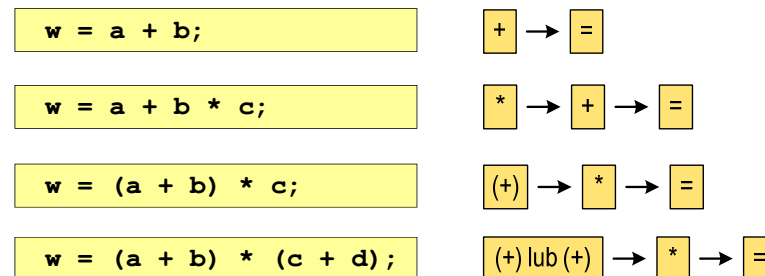 w = a + b; + → =
w = a + b * c; * → + → =
w = (a + b) * c; (+) → * → =
w = (a + b) * (c + d); (+) lub (+) → * → =